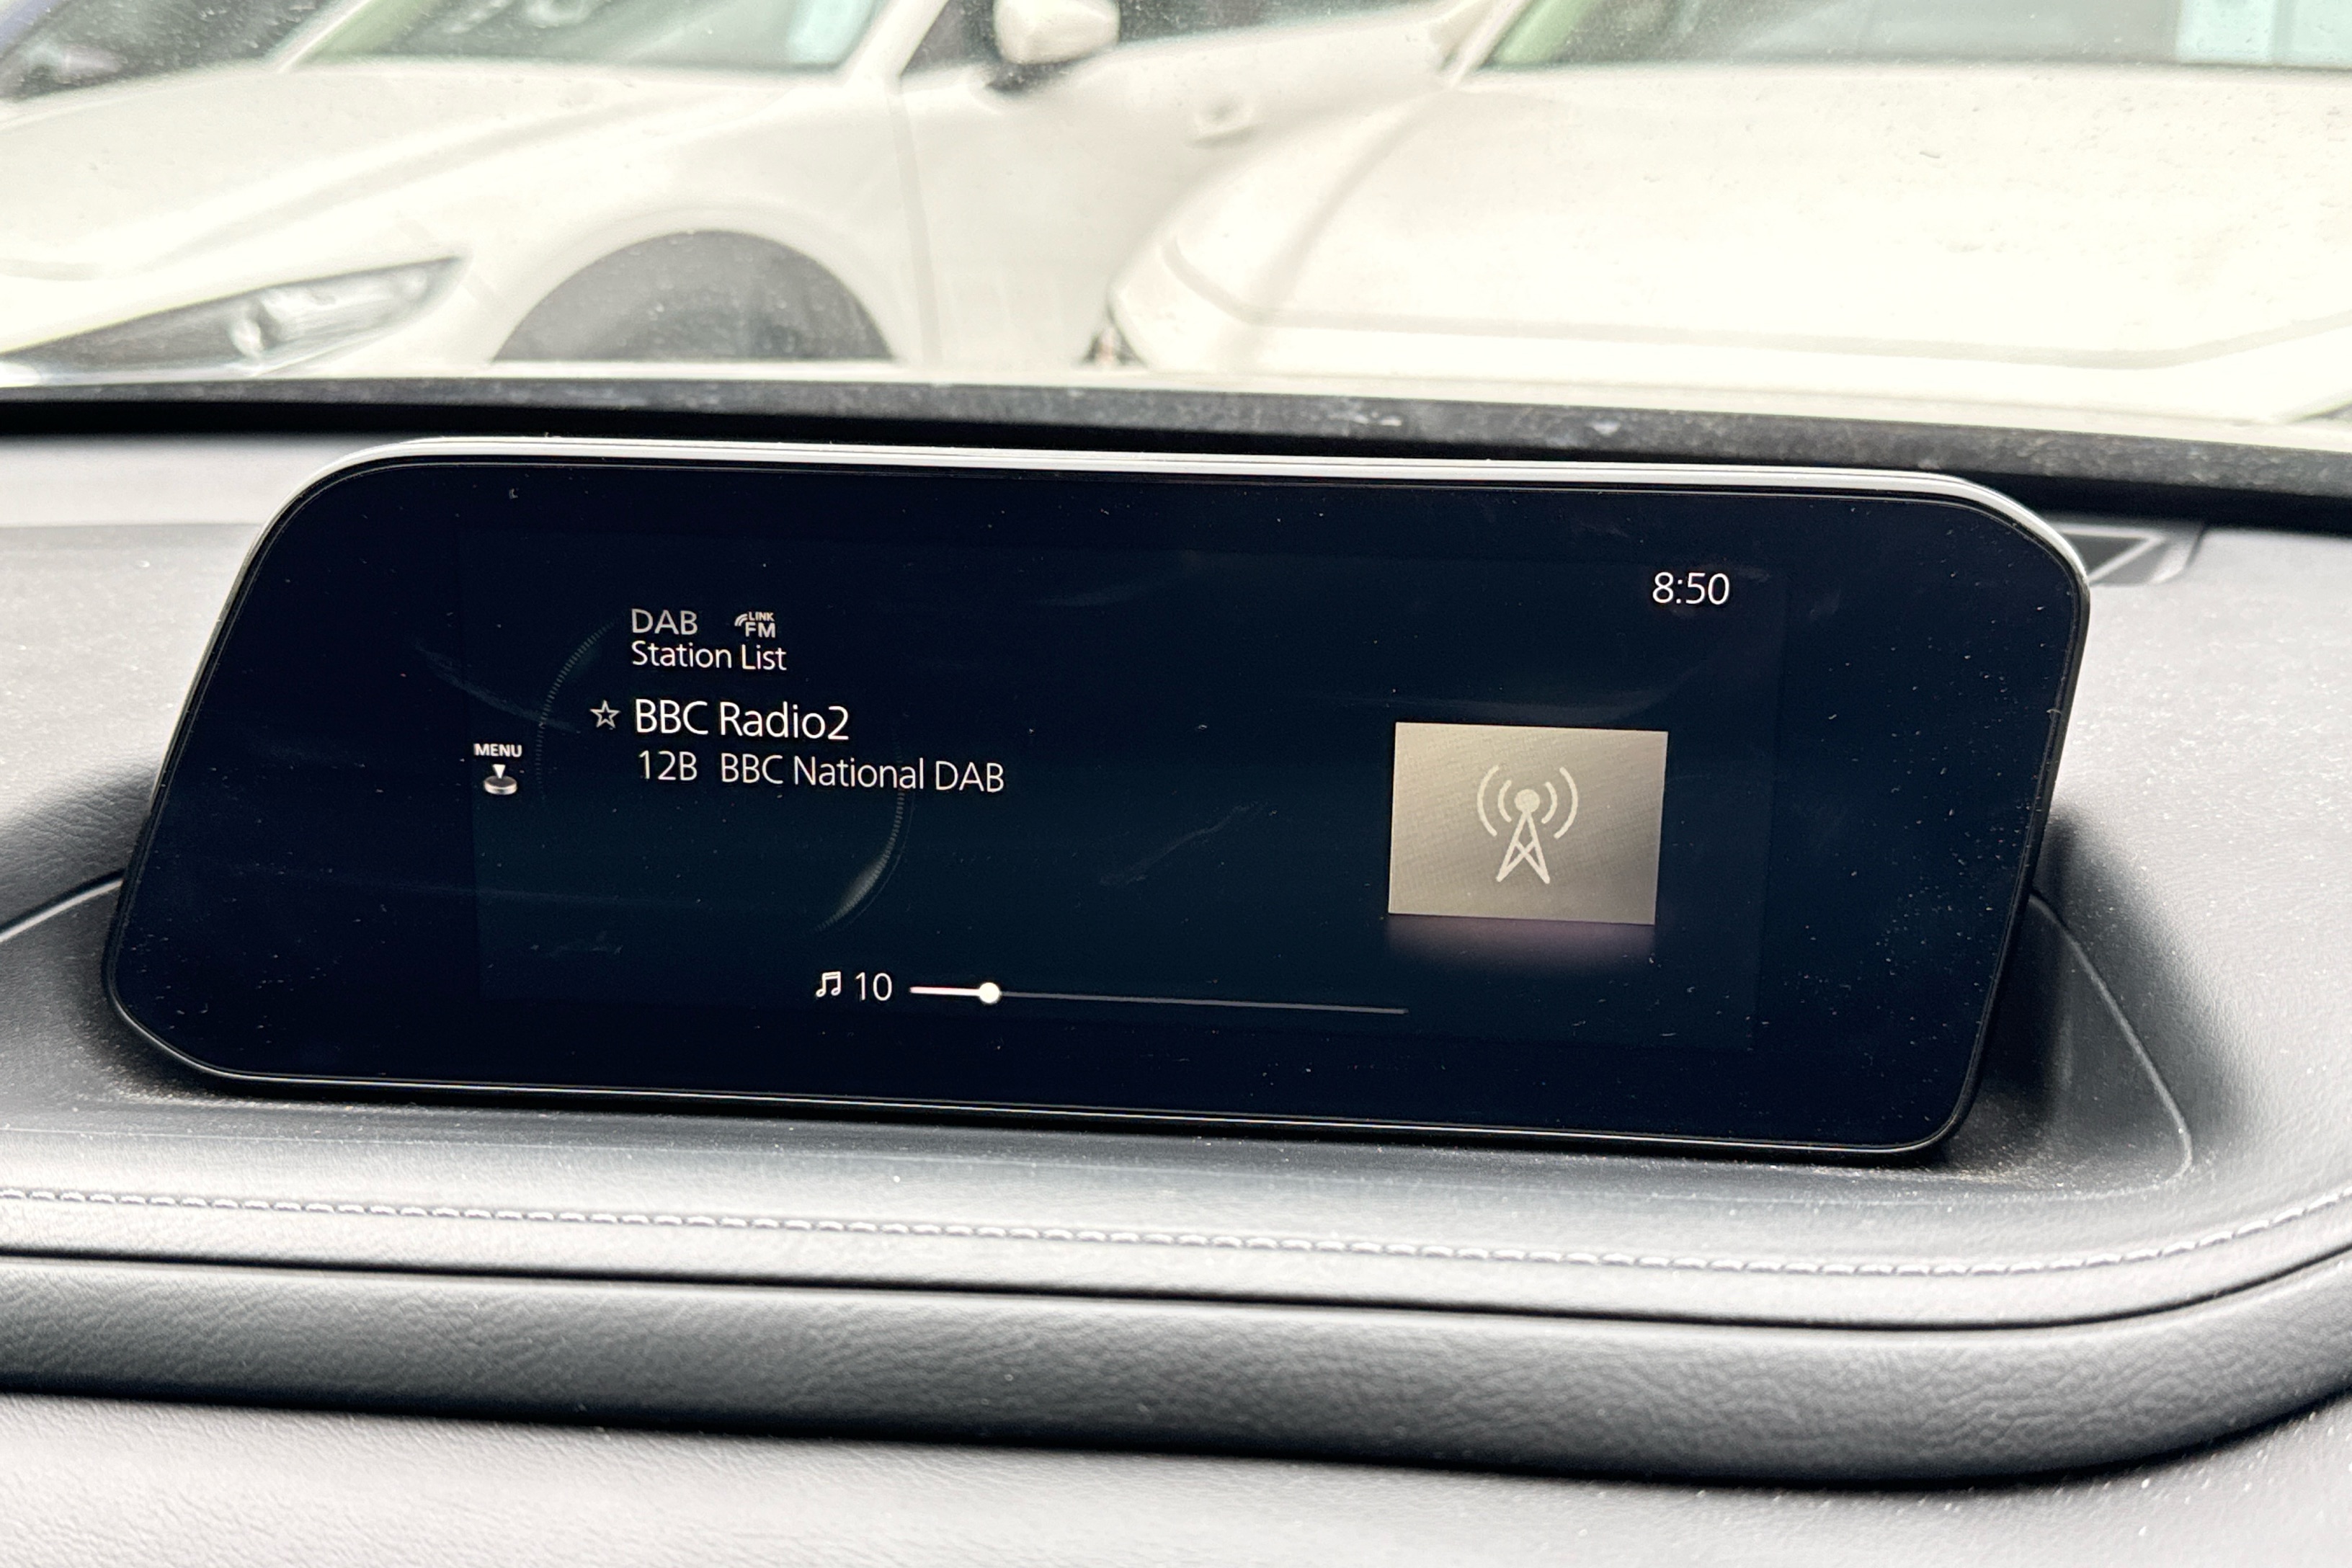 8:50
DAB LINK FM
Station List
BBC Radio2
12B BBC National DAB
MENU
10